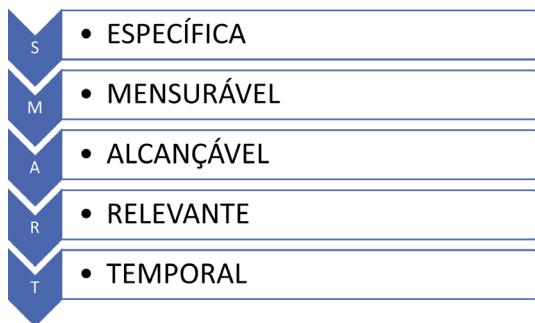 S • ESPECÍFICA
M • MENSURÁVEL
A • ALCANÇÁVEL
R • RELEVANTE
T • TEMPORAL